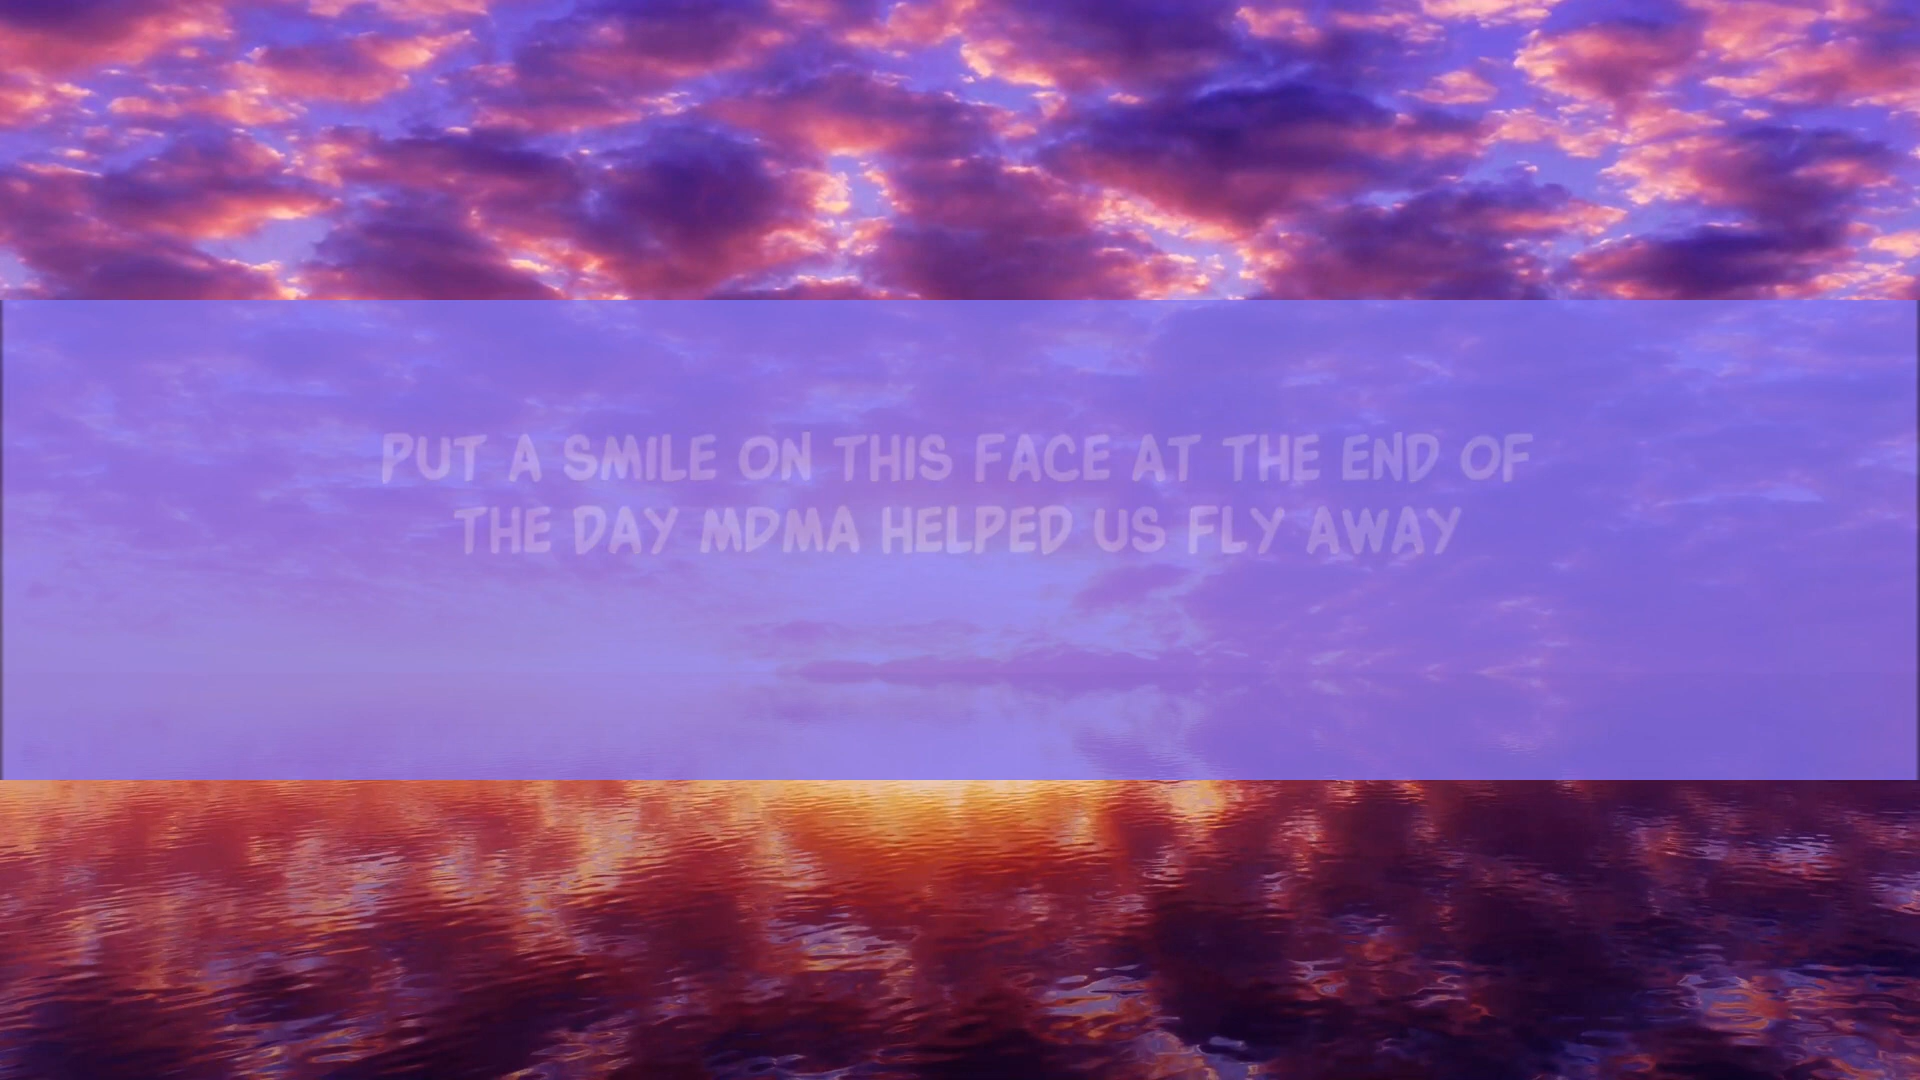 PUT A SMILE ON THIS FACE AT THE END OF
THE DAY MDMA HELPED US FLY AWAY